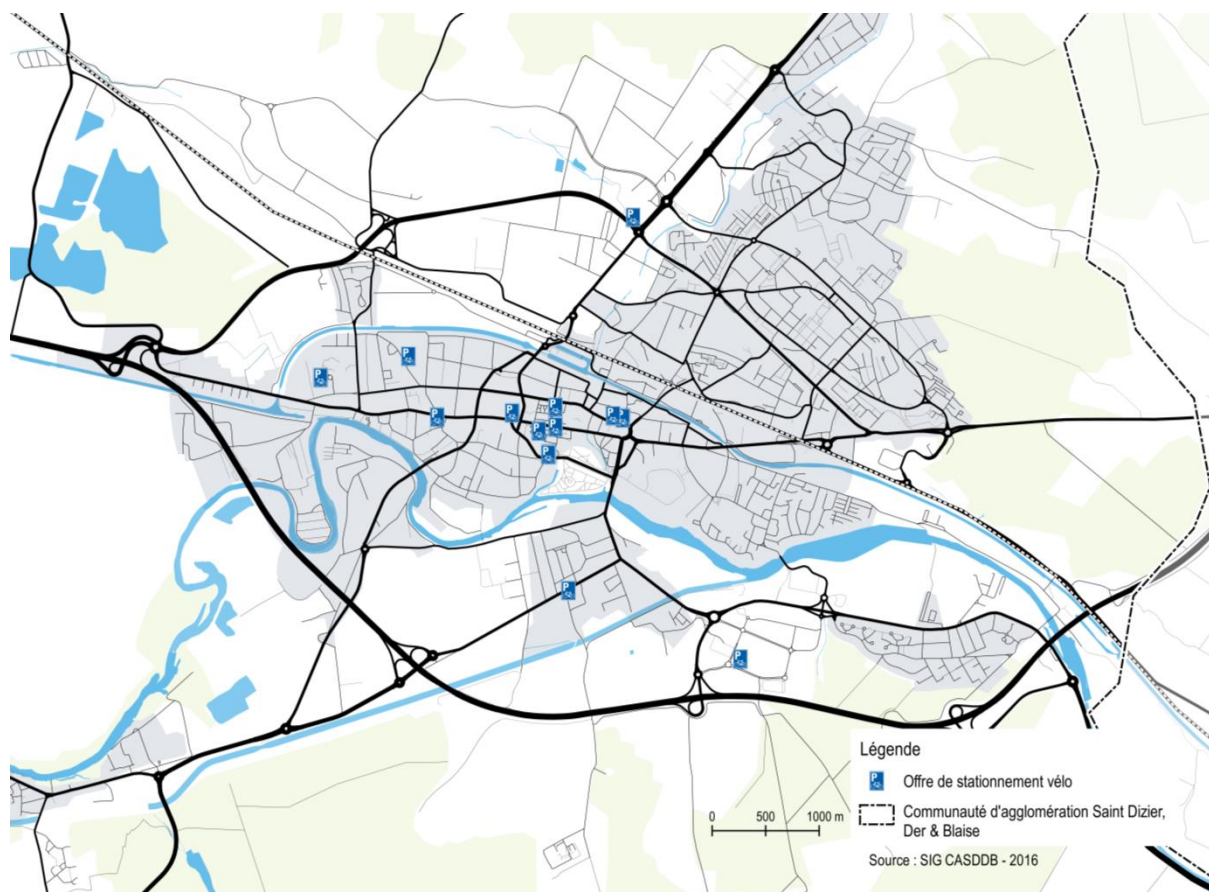 Légende
Offre de stationnement vélo
Communauté d'agglomération Saint Dizier,
Der & Blaise
0 500 1000 m
Source : SIG CASDDB - 2016